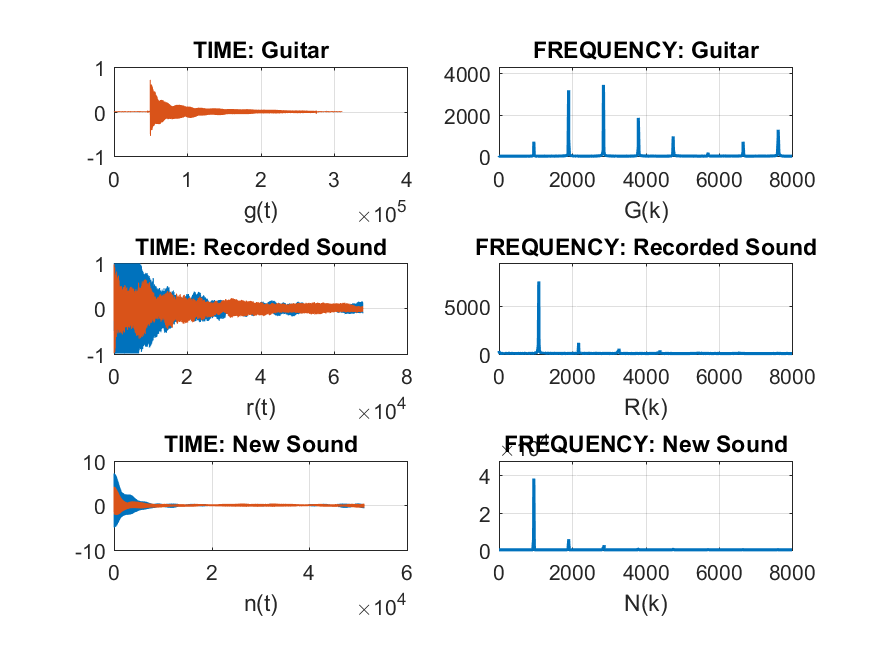 TIME: Guitar
1
0
-1
0 1 2 3 4
g(t) ×10^5
FREQUENCY: Guitar
4000
2000
0
0 2000 4000 6000 8000
G(k)
TIME: Recorded Sound
1
0
-1
0 2 4 6 8
r(t) ×10^4
FREQUENCY: Recorded Sound
5000
0
0 2000 4000 6000 8000
R(k)
TIME: New Sound
10
0
-10
0 2 4 6
n(t) ×10^4
FREQUENCY: New Sound
×10^4
4
2
0
0 2000 4000 6000 8000
N(k)